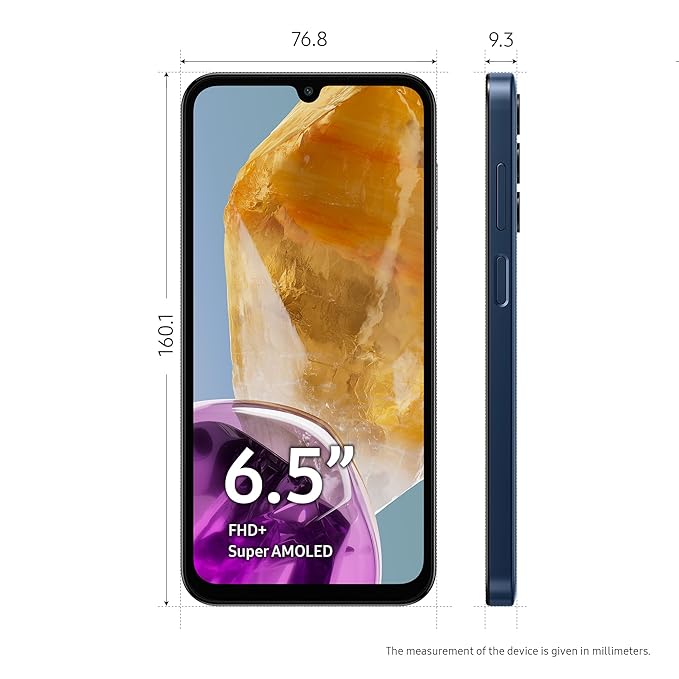 76.8
9.3
160.1
6.5”
FHD+
Super AMOLED
The measurement of the device is given in millimeters.